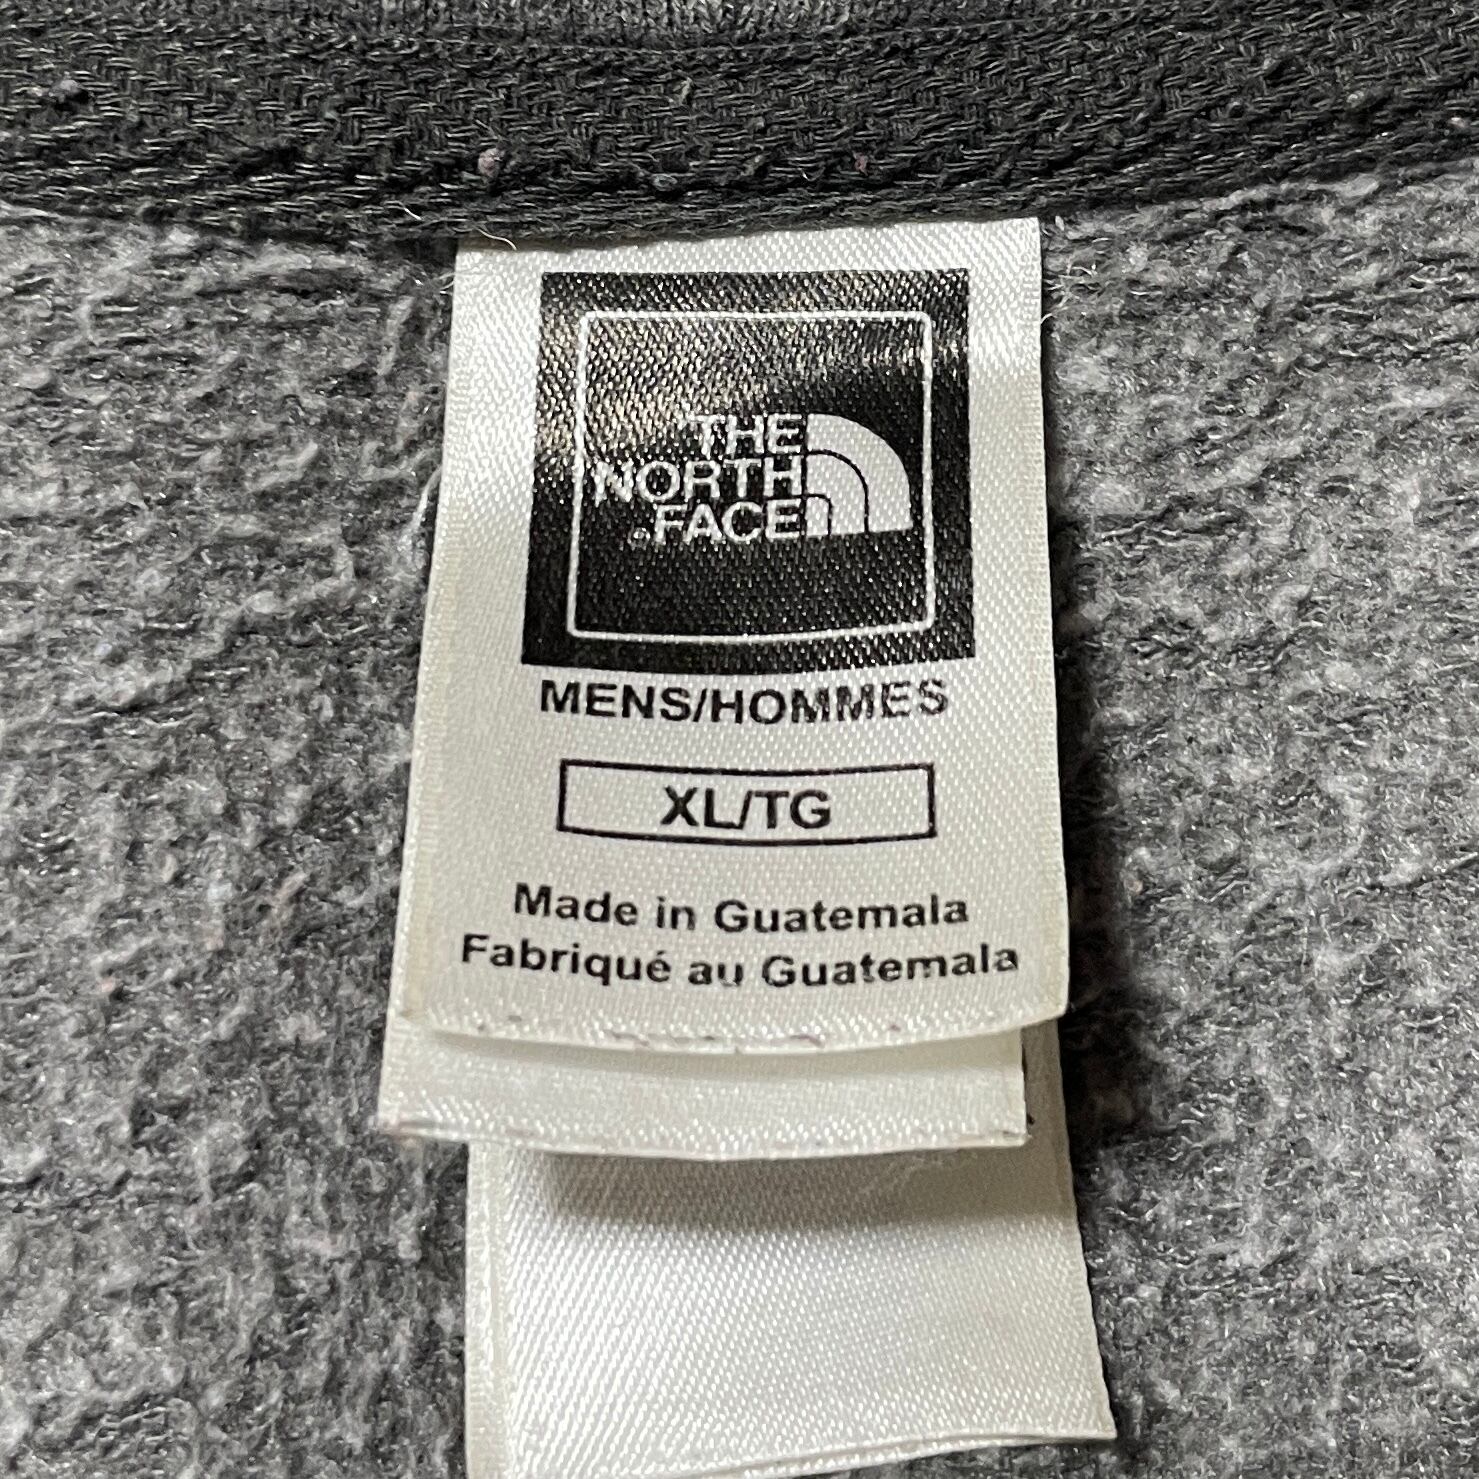 THE
NORTH
FACE
MENS/HOMMES
XL/TG
Made in Guatemala
Fabriqué au Guatemala